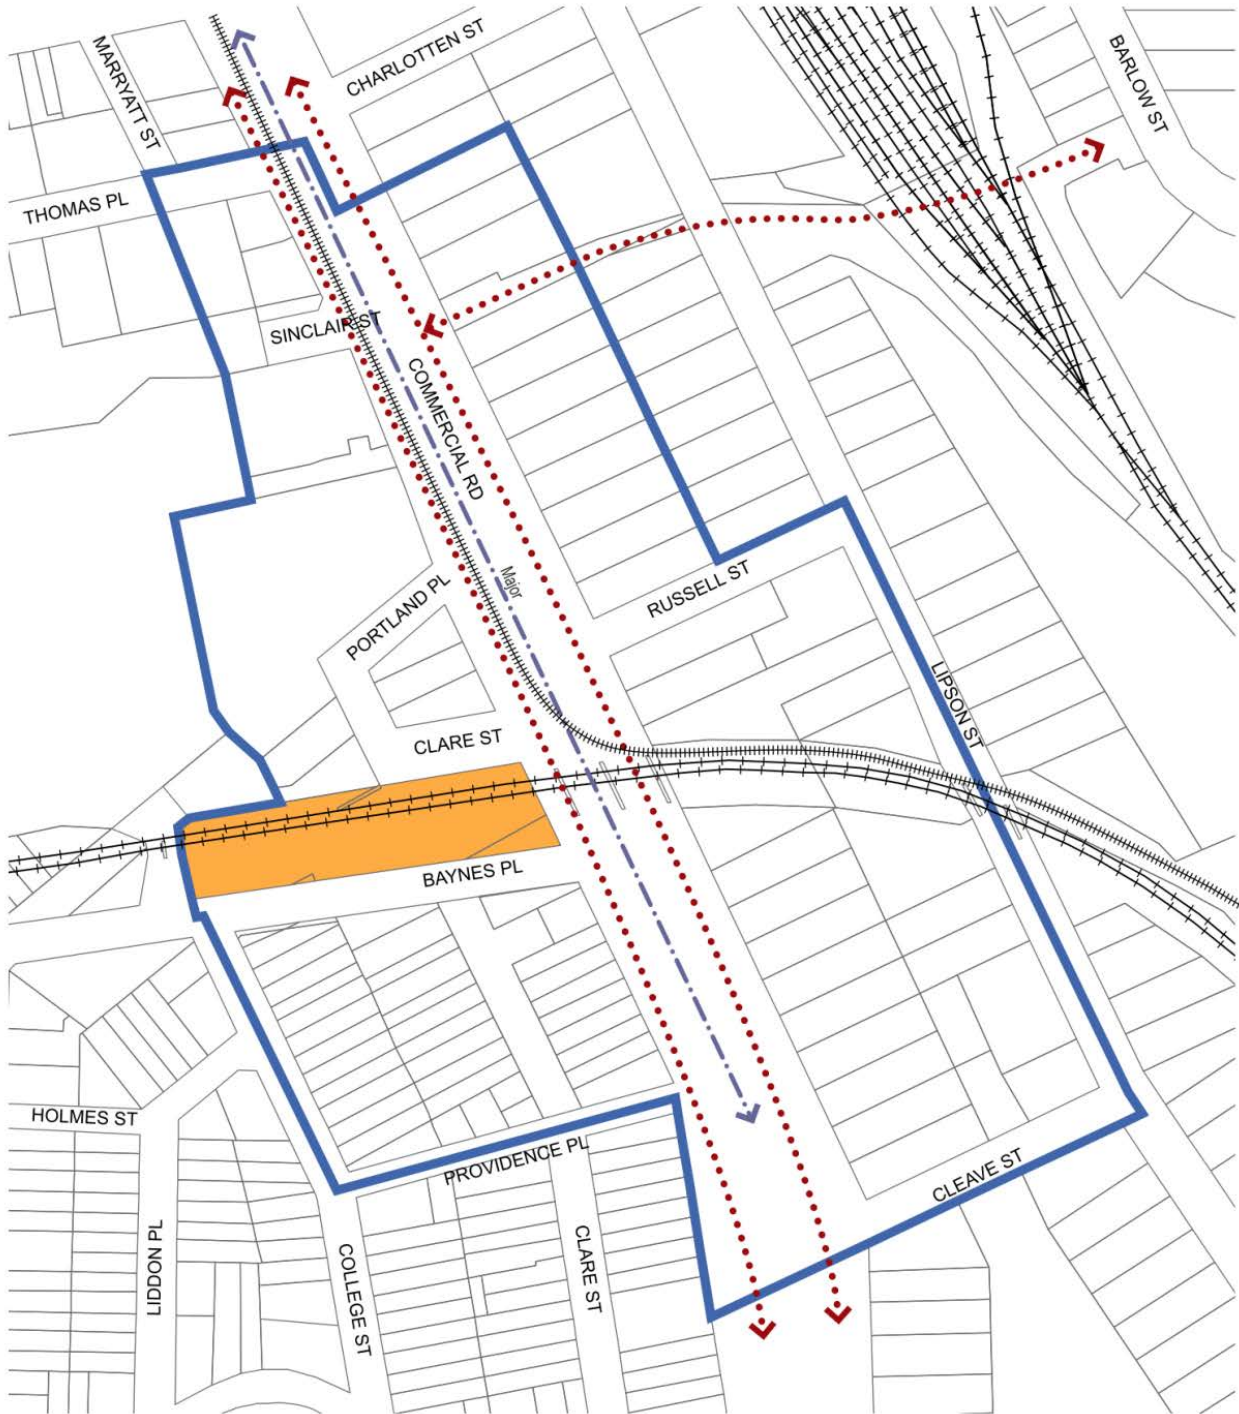 CHARLOTTEN ST
MARRYATT ST
BARLOW ST
THOMAS PL
SINCLAIR ST
COMMERCIAL RD
Major
RUSSELL ST
PORTLAND PL
LIPSON ST
CLARE ST
BAYNES PL
HOLMES ST
PROVIDENCE PL
CLEAVE ST
LIDDON PL
COLLEGE ST
CLARE ST